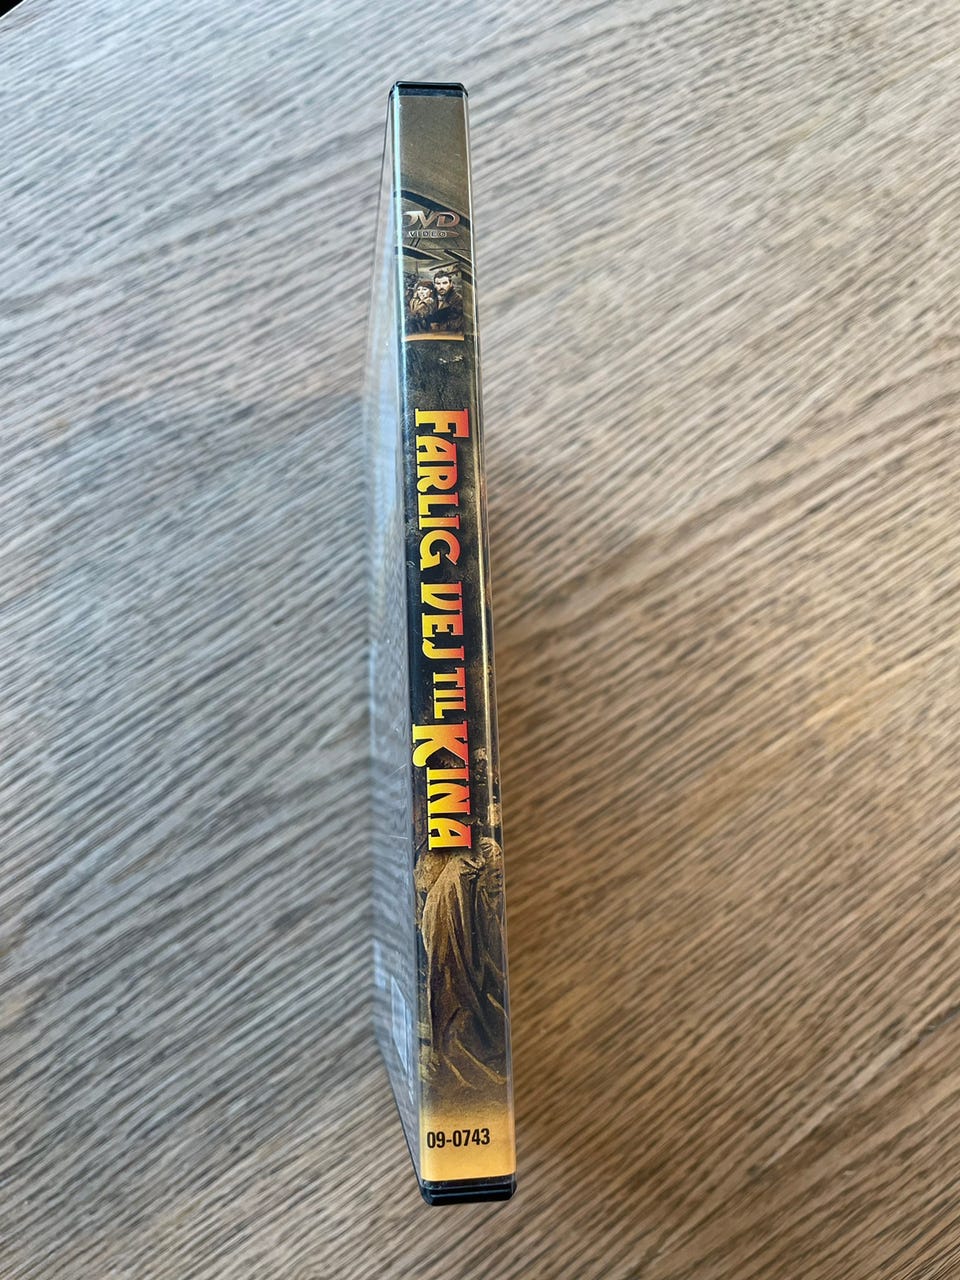 DVD
VIDEO
FARLIG VEJ TIL KINA
09-0743